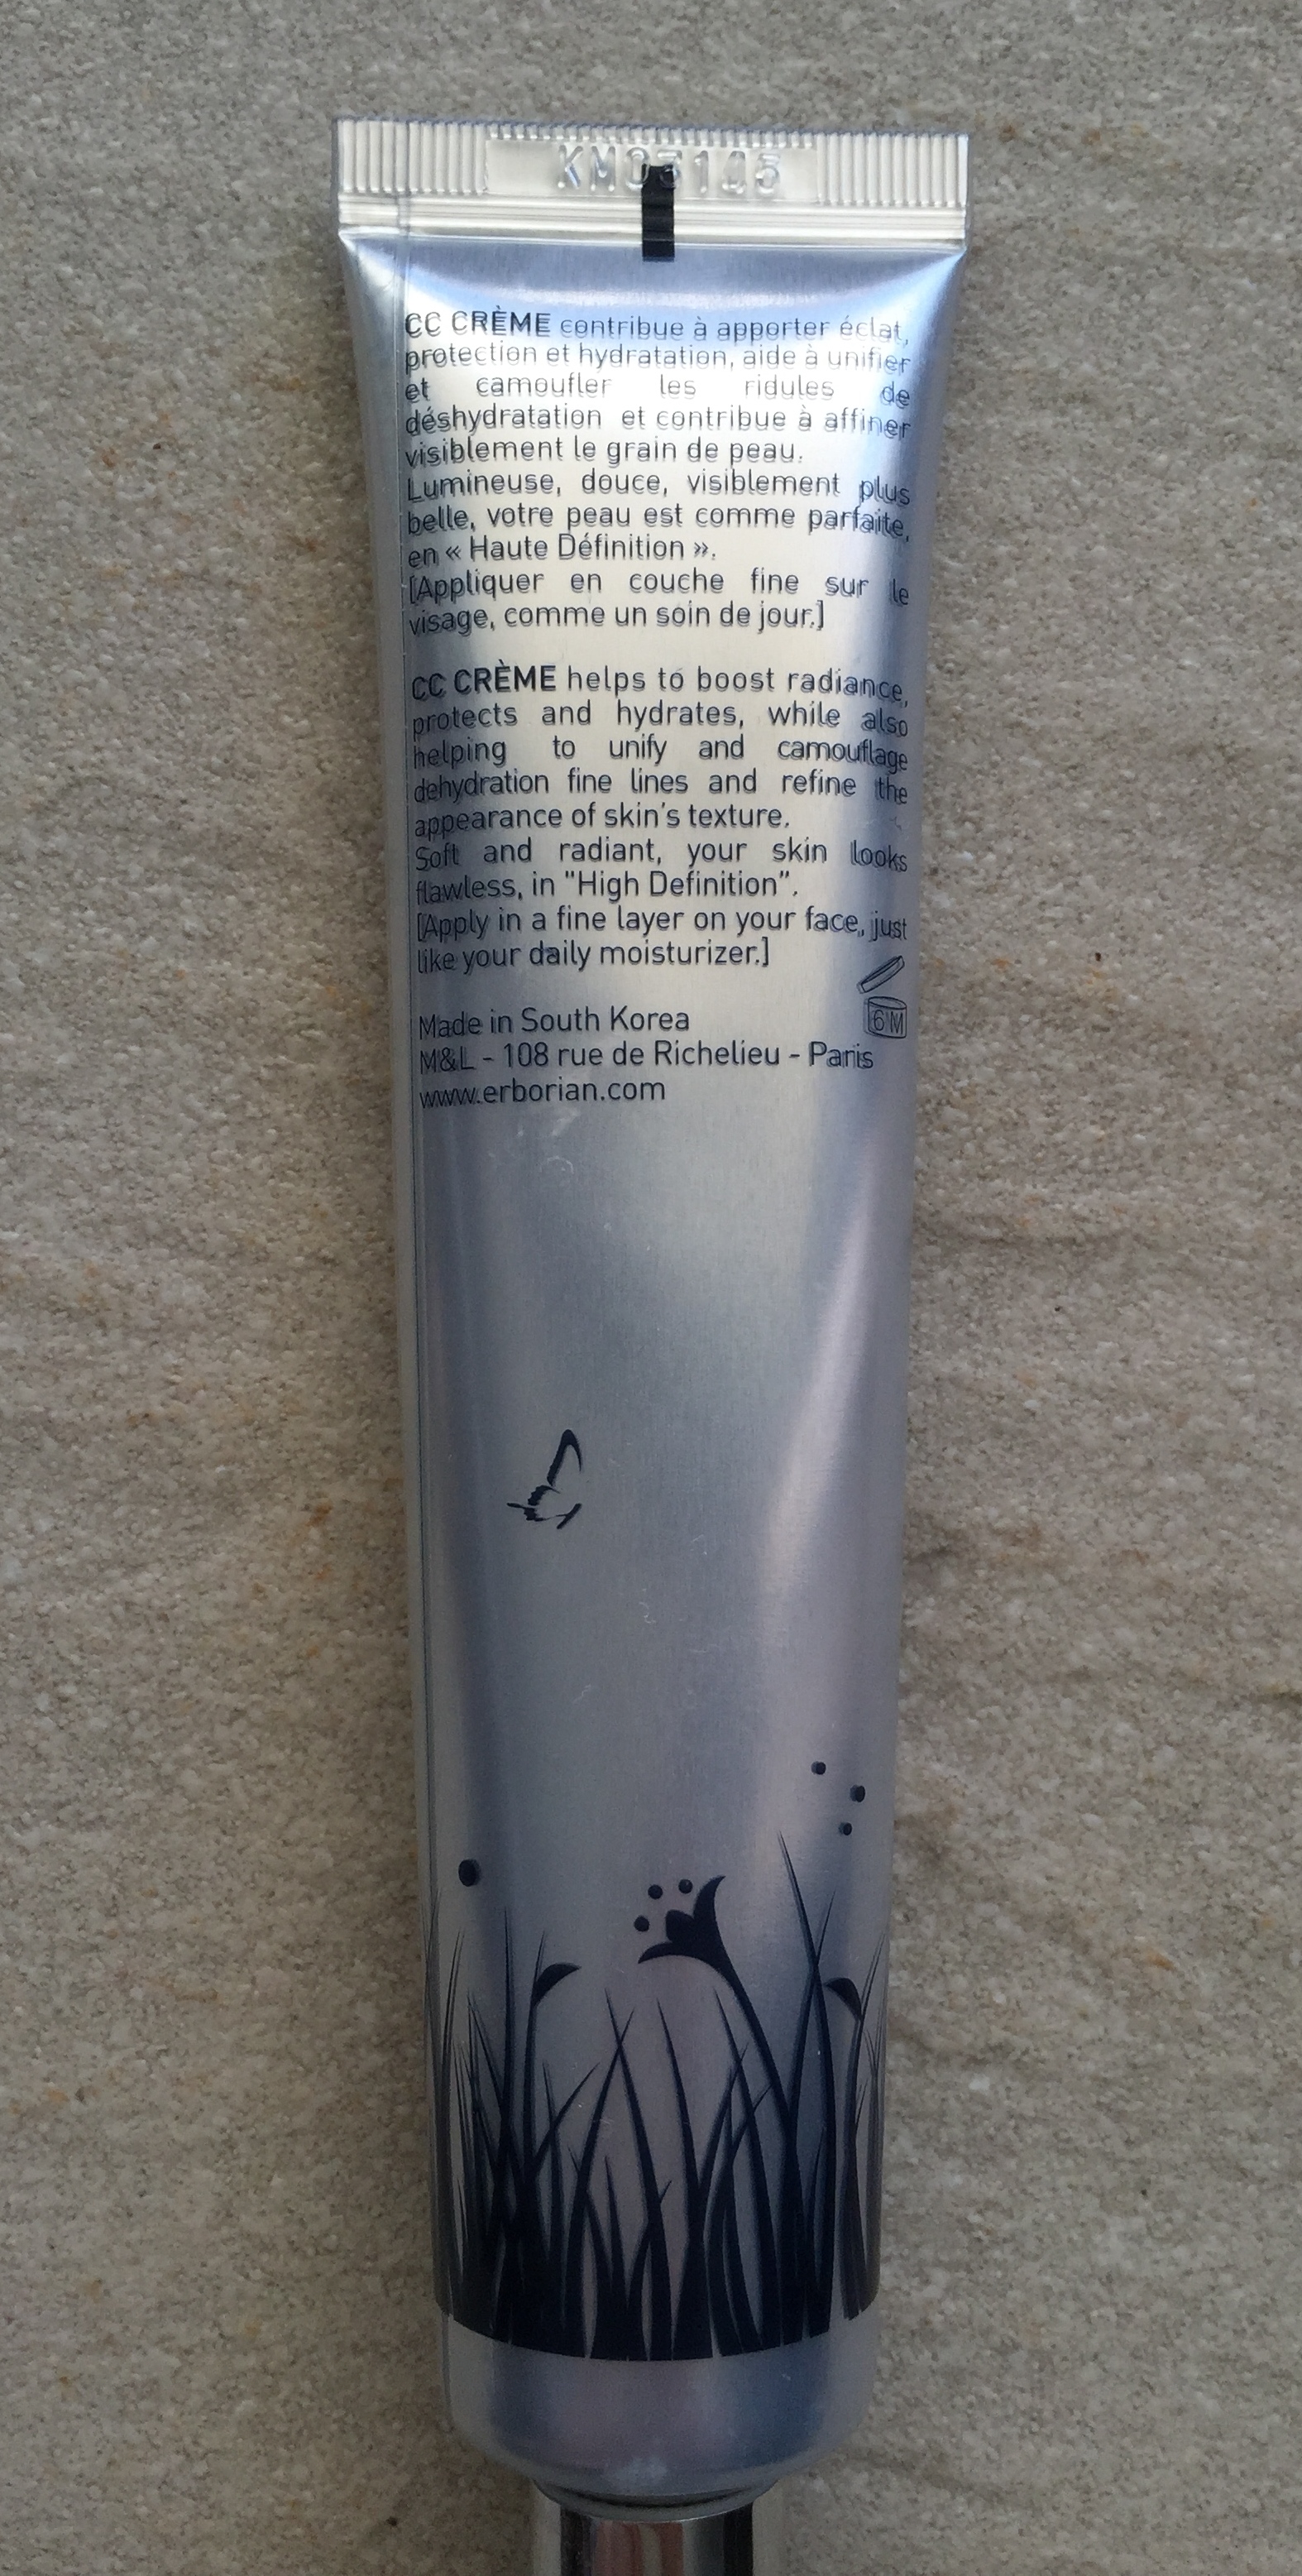 CC CRÈME contribue à apporter éclat,
protection et hydratation, aide à unifier
et camoufler les ridules de
déshydratation et contribue à affiner
visiblement le grain de peau.
Lumineuse, douce, visiblement plus
belle, votre peau est comme parfaite,
en « Haute Définition ».
[Appliquer en couche fine sur le
visage, comme un soin de jour.]
CC CRÈME helps to boost radiance,
protects and hydrates, while also
helping to unify and camouflage
dehydration fine lines and refine the
appearance of skin's texture.
Soft and radiant, your skin looks
flawless, in "High Definition".
[Apply in a fine layer on your face, just
like your daily moisturizer.]
6M
Made in South Korea
M&L - 108 rue de Richelieu - Paris
www.erborian.com